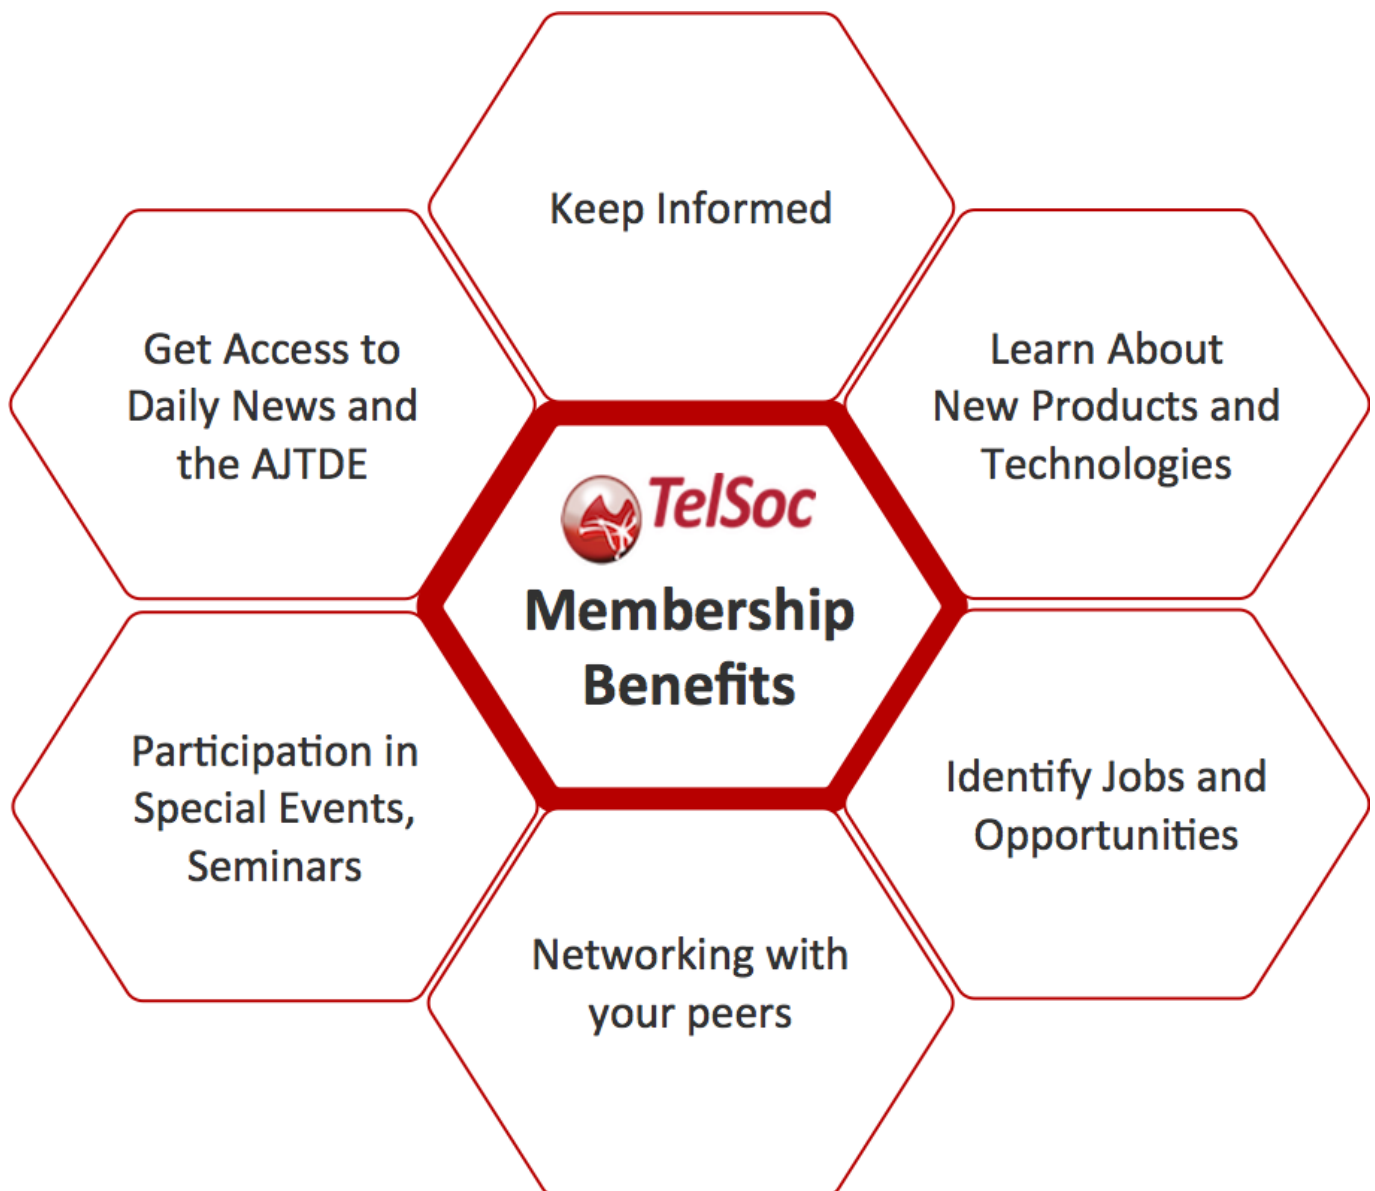 Keep Informed
Get Access to
Daily News and
the AJTDE
Learn About
New Products and
Technologies
TelSoc
Membership
Benefits
Participation in
Special Events,
Seminars
Identify Jobs and
Opportunities
Networking with
your peers